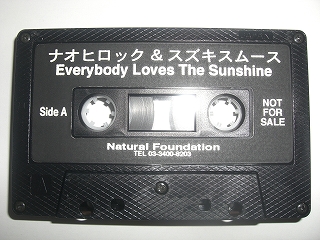 ナオヒロック & スズキスムース
Everybody Loves The Sunshine
Side A
NOT
FOR
SALE
Natural Foundation
TEL 03-3400-8203